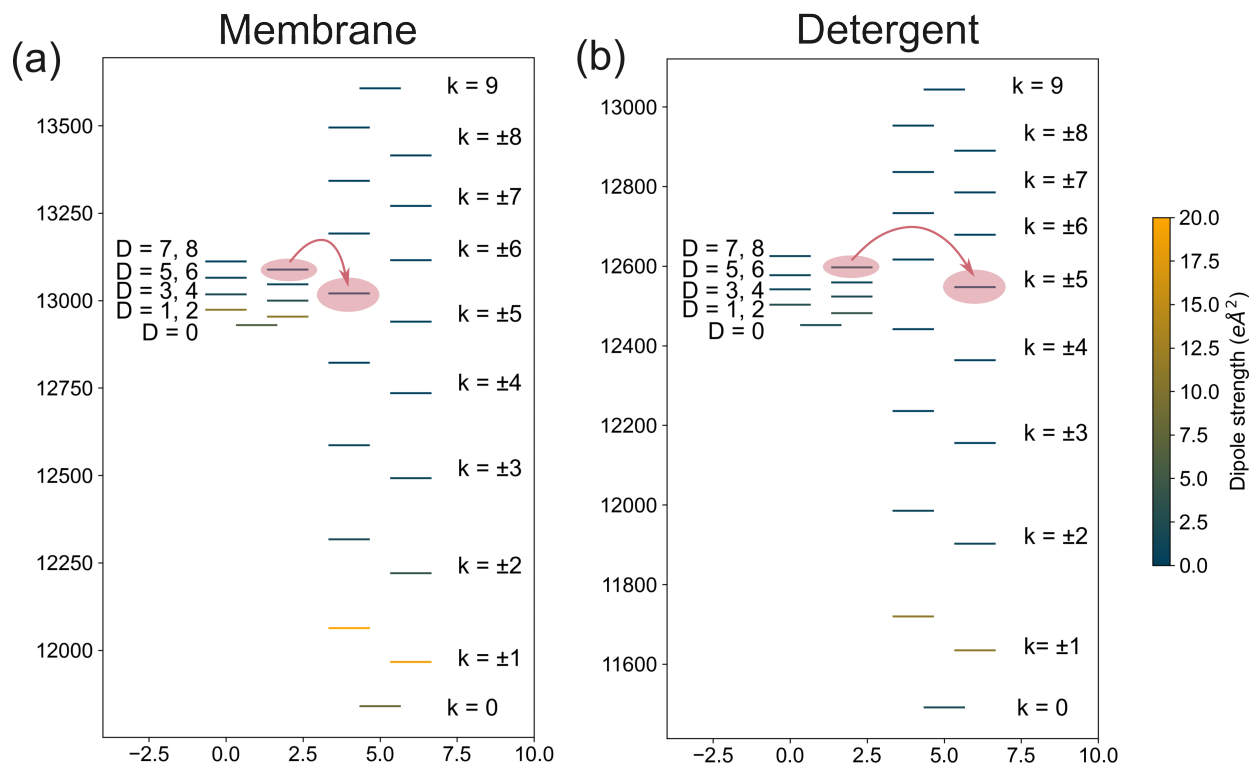 Membrane
(a)
13500
13250
13000
12750
12500
12250
12000
−2.5
0.0
2.5
5.0
7.5
10.0
k = 9
k = ±8
k = ±7
k = ±6
k = ±5
k = ±4
k = ±3
k = ±2
k = ±1
k = 0
D = 7, 8
D = 5, 6
D = 3, 4
D = 1, 2
D = 0
Detergent
(b)
13000
12800
12600
12400
12200
12000
11800
11600
−2.5
0.0
2.5
5.0
7.5
10.0
k = 9
k = ±8
k = ±7
k = ±6
k = ±5
k = ±4
k = ±3
k = ±2
k= ±1
k = 0
D = 7, 8
D = 5, 6
D = 3, 4
D = 1, 2
D = 0
20.0
17.5
15.0
12.5
10.0
7.5
5.0
2.5
0.0
Dipole strength (eÅ²)